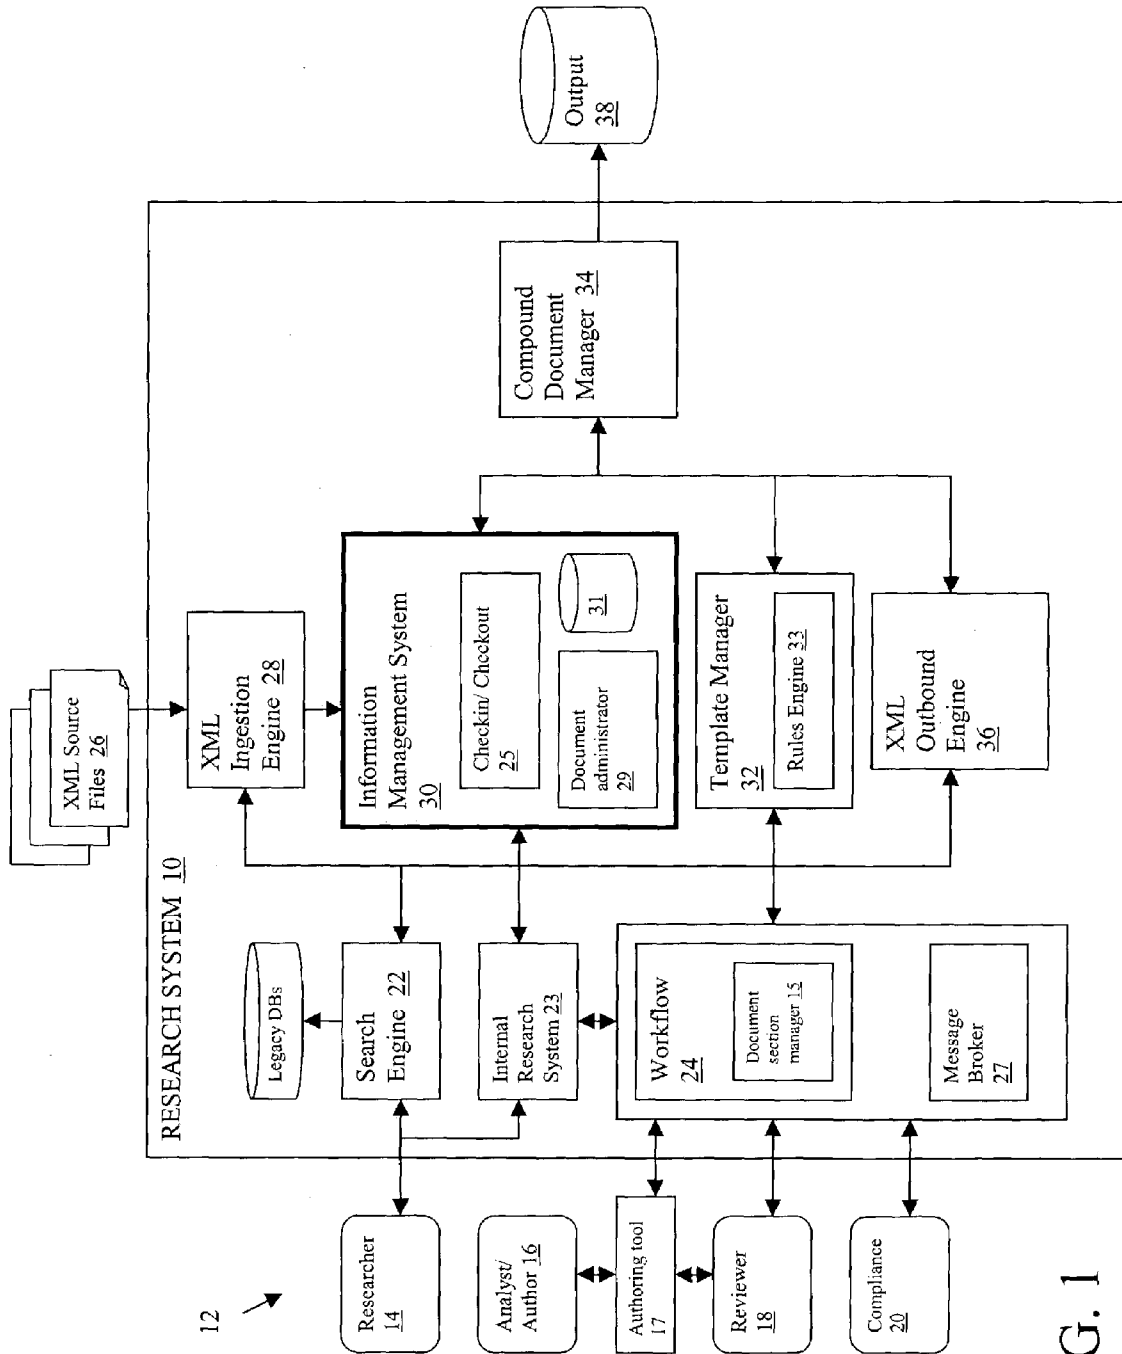 12
Researcher
14
Analyst/
Author 16
Authoring tool
17
Reviewer
18
Compliance
20
RESEARCH SYSTEM 10
Legacy DBs
Search
Engine 22
Internal
Research
System 23
Workflow
24
Document
section
manager 15
Message
Broker
27
XML Source
Files 26
XML
Ingestion
Engine 28
Information
Management System
30
Checkin/ Checkout
25
Document
administrator
29
31
Template Manager
32
Rules Engine 33
XML
Outbound
Engine
36
Compound
Document
Manager 34
Output
38
G. 1